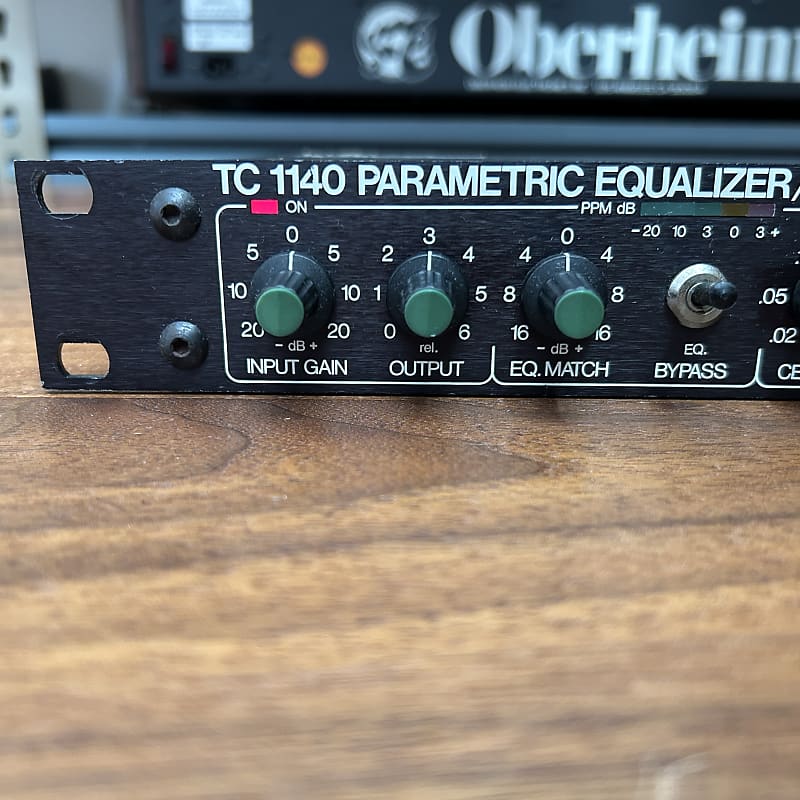 Oberheim
TC 1140 PARAMETRIC EQUALIZER/
ON
PPM dB
-20 10 3 0 3+
5 0 5
10 10
20 20
- dB +
INPUT GAIN
2 3 4
1 5
0 6
rel.
OUTPUT
4 0 4
8 8
16 16
- dB +
EQ. MATCH
EQ.
BYPASS
.05
.02
CE